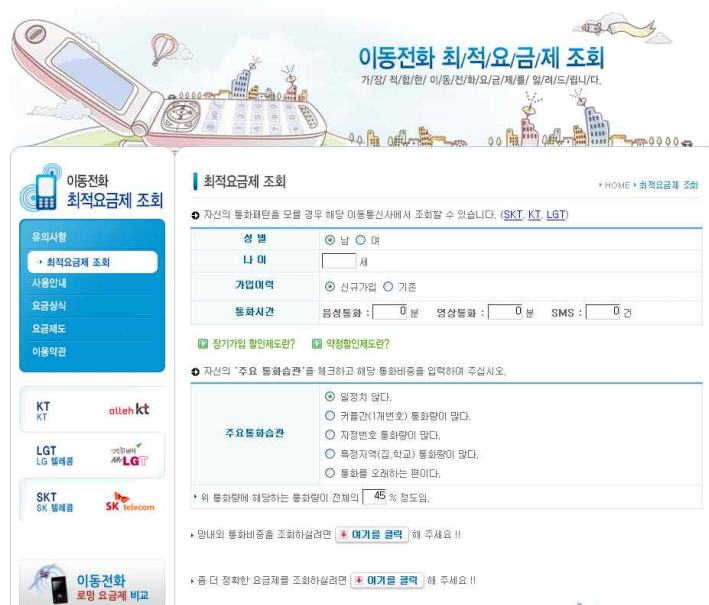 이동전화 최/적/요/금/제 조회
가/장/ 적/합/한/ 이/동/전/화/요/금/제/를/ 알/려/드/립/니/다.
이동전화
최적요금제 조회
유의사항
최적요금제 조회
사용안내
요금상식
요금제도
이용약관
KT
KT
olleh kt
LGT
LG 텔레콤
LGT
SKT
SK 텔레콤
SK telecom
이동전화
로밍 요금제 비교
최적요금제 조회
HOME 최적요금제 조회
자신의 통화패턴을 모를 경우 해당 이동통신사에서 조회할 수 있습니다. (SKT, KT, LGT)
성 별 남 여
나 이 세
가입이력 신규가입 기존
통화시간 음성통화 : 0 분 영상통화 : 0 분 SMS : 0 건
장기가입 할인제도란? 약정할인제도란?
자신의 '주요 통화습관'을 체크하고 해당 통화비중을 입력하여 주십시오.
주요통화습관
일정치 않다.
커플간(1개번호) 통화량이 많다.
지정번호 통화량이 많다.
특정지역(집,학교) 통화량이 많다.
통화를 오래하는 편이다.
위 통화량에 해당하는 통화량이 전체의 45 % 정도임.
망내외 통화비중을 조회하실려면 여기를 클릭 해 주세요 !!
좀 더 정확한 요금제를 조회하실려면 여기를 클릭 해 주세요 !!